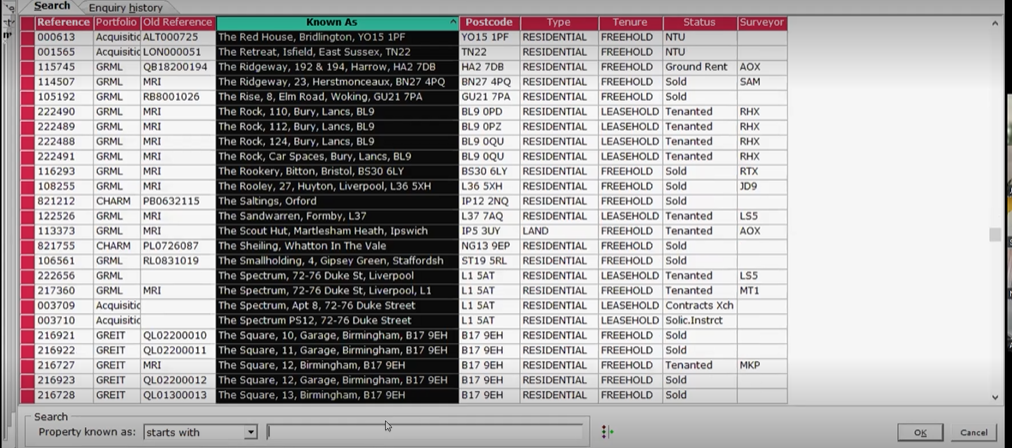 Search Enquiry history
Reference Portfolio Old Reference Known As Postcode Type Tenure Status Surveyor
000613 Acquisitic ALT000725 The Red House, Bridlington, YO15 1PF YO15 1PF RESIDENTIAL FREEHOLD NTU
001565 Acquisitic LON000051 The Retreat, Isfield, East Sussex, TN22 TN22 RESIDENTIAL FREEHOLD NTU
115745 GRML QB18200194 The Ridgeway, 192 & 194, Harrow, HA2 7DB HA2 7DB RESIDENTIAL FREEHOLD Ground Rent AOX
114507 GRML MRI The Ridgeway, 23, Herstmonceaux, BN27 4PQ BN27 4PQ RESIDENTIAL FREEHOLD Sold SAM
105192 GRML RB8001026 The Rise, 8, Elm Road, Woking, GU21 7PA GU21 7PA RESIDENTIAL FREEHOLD Sold
222490 GRML MRI The Rock, 110, Bury, Lancs, BL9 BL9 0PD RESIDENTIAL LEASEHOLD Tenanted RHX
222489 GRML MRI The Rock, 112, Bury, Lancs, BL9 BL9 0PZ RESIDENTIAL LEASEHOLD Tenanted RHX
222488 GRML MRI The Rock, 124, Bury, Lancs, BL9 BL9 0QU RESIDENTIAL LEASEHOLD Tenanted RHX
222491 GRML MRI The Rock, Car Spaces, Bury, Lancs, BL9 BL9 0QU RESIDENTIAL LEASEHOLD Tenanted RHX
116293 GRML MRI The Rookery, Bitton, Bristol, BS30 6LY BS30 6LY RESIDENTIAL FREEHOLD Sold RTX
108255 GRML MRI The Rooley, 27, Huyton, Liverpool, L36 5XH L36 5XH RESIDENTIAL FREEHOLD Sold JD9
821212 CHARM PB0632115 The Saltings, Orford IP12 2NQ RESIDENTIAL FREEHOLD Sold
122526 GRML MRI The Sandwarren, Formby, L37 L37 7AQ RESIDENTIAL LEASEHOLD Tenanted LS5
113373 GRML MRI The Scout Hut, Martlesham Heath, Ipswich IP5 3UY LAND FREEHOLD Tenanted AOX
821755 CHARM PL0726087 The Sheiling, Whatton In The Vale NG13 9EP RESIDENTIAL FREEHOLD Sold
106561 GRML RL0831019 The Smallholding, 4, Gipsey Green, Staffordsh ST19 5RL RESIDENTIAL FREEHOLD Sold
222656 GRML The Spectrum, 72-76 Duke St, Liverpool L1 5AT RESIDENTIAL LEASEHOLD Tenanted LS5
217360 GRML MRI The Spectrum, 72-76 Duke St, Liverpool, L1 L1 5AT RESIDENTIAL FREEHOLD Tenanted MT1
003709 Acquisitic The Spectrum, Apt 8, 72-76 Duke Street L1 5AT RESIDENTIAL LEASEHOLD Contracts Xch
003710 Acquisitic The Spectrum PS12, 72-76 Duke Street L1 5AT RESIDENTIAL LEASEHOLD Solic.Instrct
216921 GREIT QL02200010 The Square, 10, Garage, Birmingham, B17 9EH B17 9EH RESIDENTIAL FREEHOLD Sold
216922 GREIT QL02200011 The Square, 11, Garage, Birmingham, B17 9EH B17 9EH RESIDENTIAL FREEHOLD Sold
216727 GREIT MRI The Square, 12, Birmingham, B17 9EH B17 9EH RESIDENTIAL FREEHOLD Tenanted MKP
216923 GREIT QL02200012 The Square, 12, Garage, Birmingham, B17 9EH B17 9EH RESIDENTIAL FREEHOLD Sold
216728 GREIT QL01300013 The Square, 13, Birmingham, B17 9EH B17 9EH RESIDENTIAL FREEHOLD Sold
Search
Property known as: starts with OK Cancel